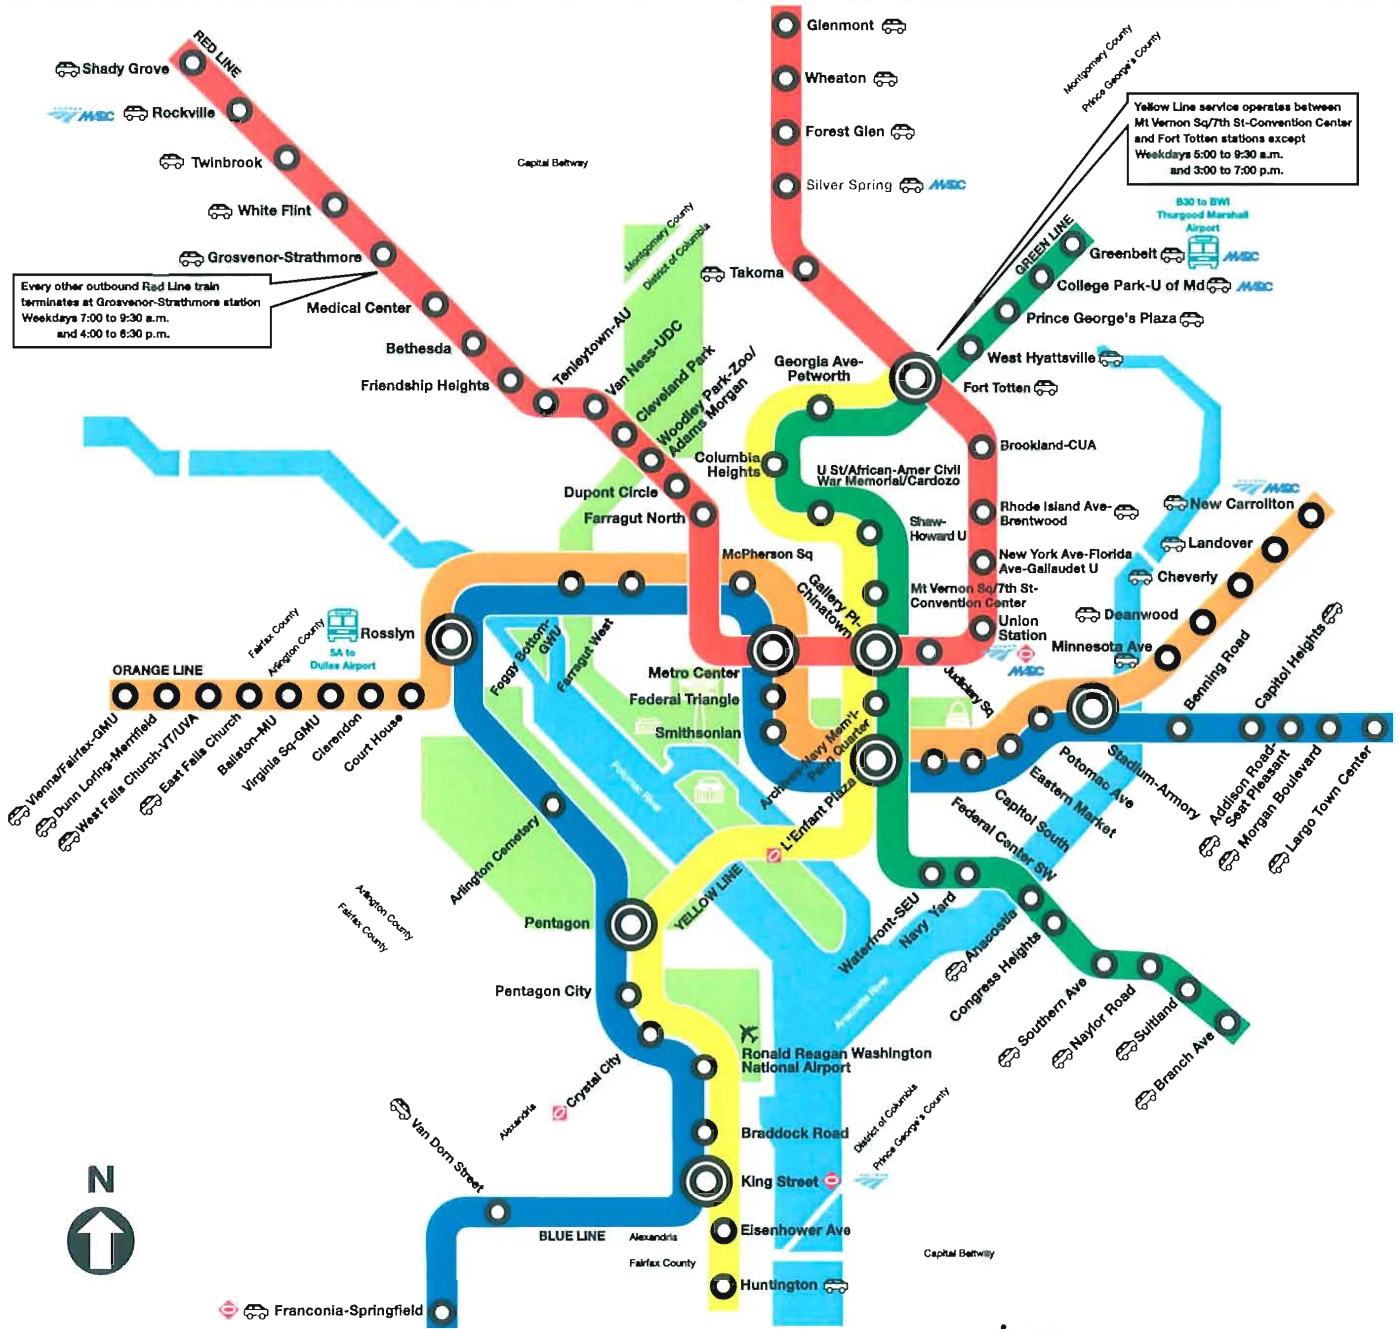 RED LINE
Shady Grove
MARC
Rockville
Twinbrook
White Flint
Grosvenor-Strathmore
Every other outbound Red Line train
terminates at Grosvenor-Strathmore station
Weekdays 7:00 to 9:30 a.m.
and 4:00 to 6:30 p.m.
Medical Center
Bethesda
Friendship Heights
Tenleytown-AU
Van Ness-UDC
Cleveland Park
Woodley Park-Zoo/
Adams Morgan
Dupont Circle
Farragut North
Capital Beltway
Montgomery County
District of Columbia
Glenmont
Wheaton
Forest Glen
Silver Spring
MARC
Takoma
Montgomery County
Prince George's County
Yellow Line service operates between
Mt Vernon Sq/7th St-Convention Center
and Fort Totten stations except
Weekdays 5:00 to 9:30 a.m.
and 3:00 to 7:00 p.m.
B30 to BWI
Thurgood Marshall
Airport
GREEN LINE
Greenbelt
MARC
College Park-U of Md
MARC
Prince George's Plaza
West Hyattsville
Fort Totten
Georgia Ave-
Petworth
Columbia
Heights
U St/African-Amer Civil
War Memorial/Cardozo
Shaw-
Howard U
Mt Vernon Sq/7th St-
Convention Center
Brookland-CUA
Rhode Island Ave-
Brentwood
New York Ave-Florida
Ave-Gallaudet U
Union
Station
MARC
MARC
New Carrollton
Landover
Cheverly
Deanwood
Minnesota Ave
Benning Road
Capitol Heights
McPherson Sq
Gallery Pl-
Chinatown
Metro Center
Judiciary Sq
Federal Triangle
Smithsonian
Archives-Navy Mem'l-
Penn Quarter
L'Enfant Plaza
Fairfax County
Arlington County
5A to
Dulles Airport
Rosslyn
Foggy Bottom-
GWU
Farragut West
ORANGE LINE
Vienna/Fairfax-GMU
Dunn Loring-Merrifield
West Falls Church-VT/UVA
East Falls Church
Ballston-MU
Virginia Sq-GMU
Clarendon
Court House
Potomac River
Federal Center SW
Capitol South
Eastern Market
Potomac Ave
Stadium-Armory
Addison Road-
Seat Pleasant
Morgan Boulevard
Largo Town Center
Arlington Cemetery
Arlington County
Fairfax County
Pentagon
YELLOW LINE
Waterfront-SEU
Navy Yard
Anacostia
Congress Heights
Southern Ave
Naylor Road
Suitland
Branch Ave
Anacostia River
Pentagon City
Crystal City
Ronald Reagan Washington
National Airport
Alexandria
Braddock Road
District of Columbia
Prince George's County
King Street
Van Dorn Street
Eisenhower Ave
BLUE LINE
Alexandria
Fairfax County
Capital Beltway
Huntington
Franconia-Springfield
N